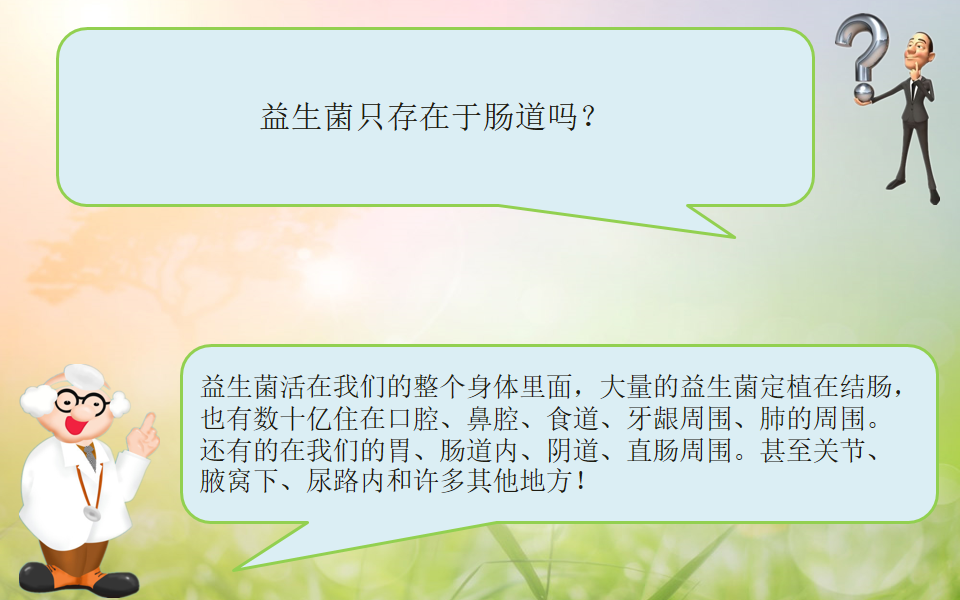 益生菌只存在于肠道吗？
益生菌活在我们的整个身体里面，大量的益生菌定植在结肠，
也有数十亿住在口腔、鼻腔、食道、牙龈周围、肺的周围。
还有的在我们的胃、肠道内、阴道、直肠周围。甚至关节、
腋窝下、尿路内和许多其他地方！